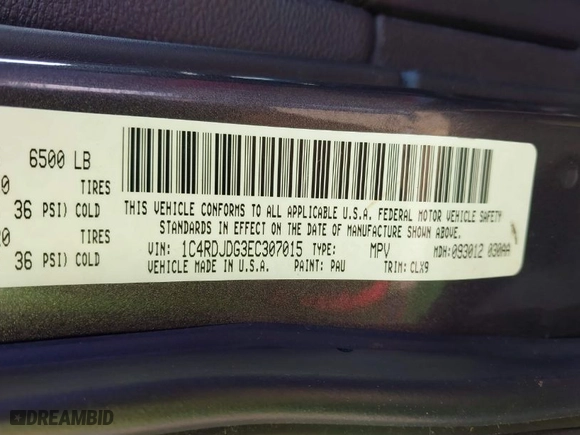 6500 LB
0 TIRES
36 PSI) COLD
20 TIRES
36 PSI) COLD
THIS VEHICLE CONFORMS TO ALL APPLICABLE U.S.A. FEDERAL MOTOR VEHICLE SAFETY
STANDARDS IN EFFECT ON THE DATE OF MANUFACTURE SHOWN ABOVE.
VIN: 1C4RDJDG3EC307015 TYPE: MPV MDH: 093012 030AA
VEHICLE MADE IN U.S.A. PAINT: PAU TRIM: CLX9
DREAMBID